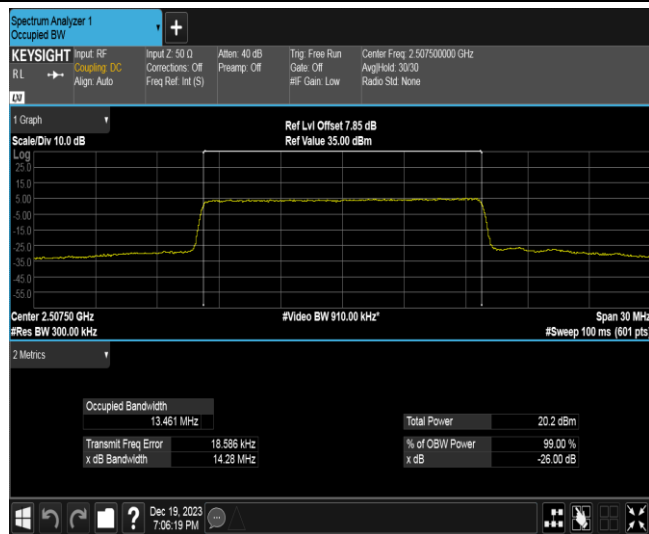 Spectrum Analyzer 1
Occupied BW
+
KEYSIGHT Input: RF Input Z: 50 Ω Atten: 40 dB Trig: Free Run Center Freq: 2.507500000 GHz
RL Coupling: DC Corrections: Off Preamp: Off Gate: Off Avg|Hold: 30/30
Align: Auto Freq Ref: Int (S) #IF Gain: Low Radio Std: None
LXI
1 Graph Ref Lvl Offset 7.85 dB
Scale/Div 10.0 dB Ref Value 35.00 dBm
Log
25.0
15.0
5.00
-5.00
-15.0
-25.0
-35.0
-45.0
-55.0
Center 2.50750 GHz #Video BW 910.00 kHz* Span 30 MHz
#Res BW 300.00 kHz #Sweep 100 ms (601 pts)
2 Metrics
Occupied Bandwidth
13.461 MHz Total Power 20.2 dBm
Transmit Freq Error 18.586 kHz % of OBW Power 99.00 %
x dB Bandwidth 14.28 MHz x dB -26.00 dB
? Dec 19, 2023
7:06:19 PM